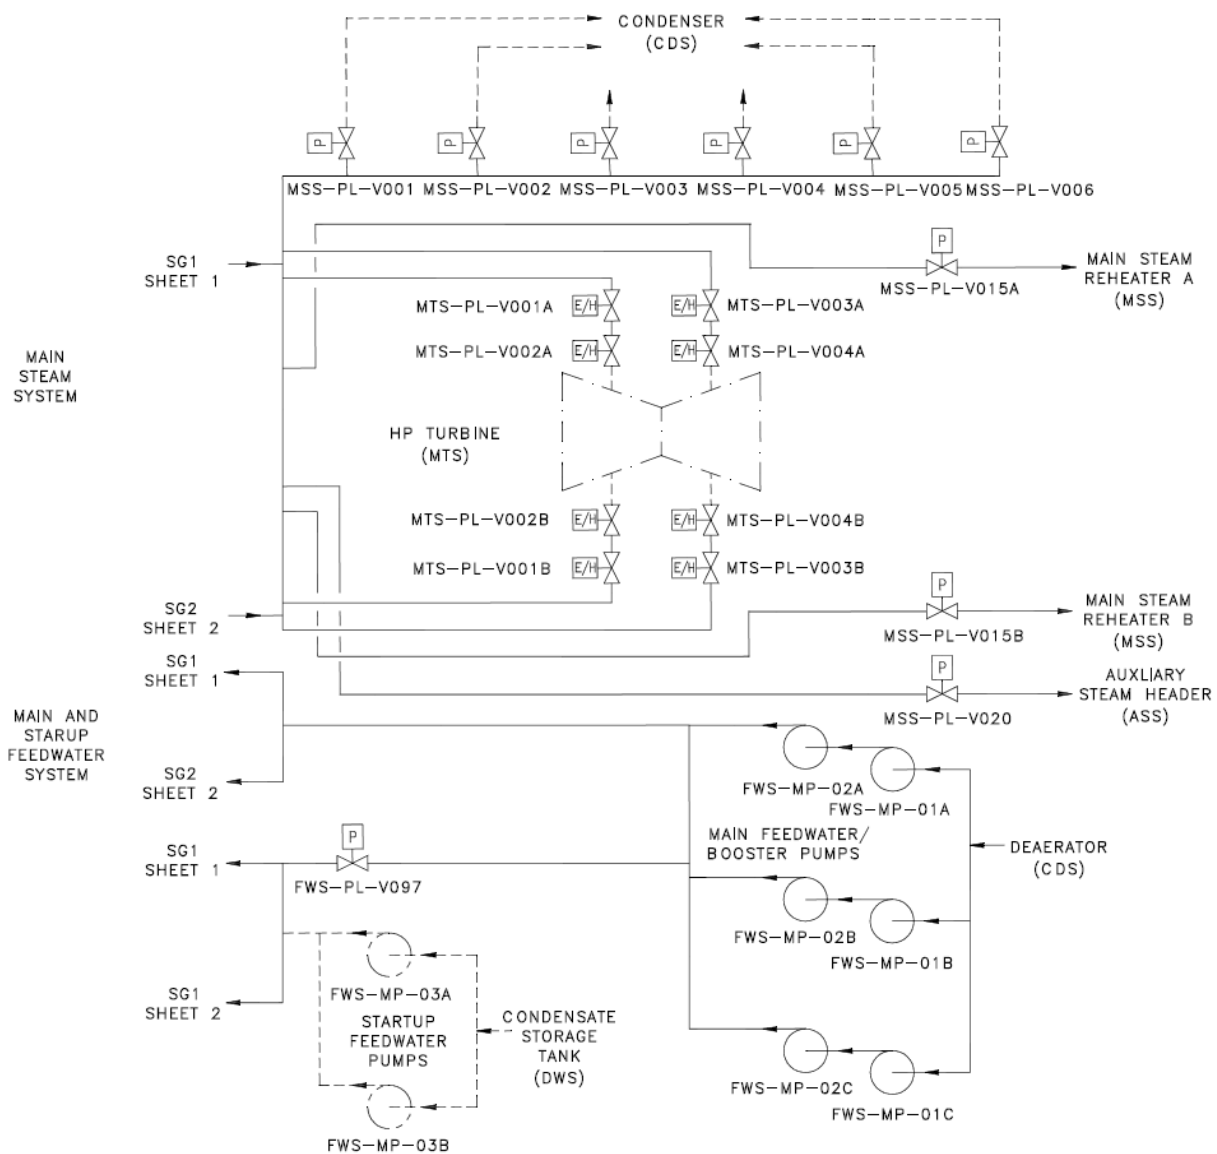 CONDENSER
(CDS)
P
P
P
P
P
P
MSS-PL-V001
MSS-PL-V002
MSS-PL-V003
MSS-PL-V004
MSS-PL-V005
MSS-PL-V006
SG1
SHEET 1
P
MSS-PL-V015A
MAIN STEAM
REHEATER A
(MSS)
MTS-PL-V001A
E/H
E/H
MTS-PL-V003A
MTS-PL-V002A
E/H
E/H
MTS-PL-V004A
MAIN
STEAM
SYSTEM
HP TURBINE
(MTS)
MTS-PL-V002B
E/H
E/H
MTS-PL-V004B
MTS-PL-V001B
E/H
E/H
MTS-PL-V003B
SG2
SHEET 2
P
MSS-PL-V015B
MAIN STEAM
REHEATER B
(MSS)
SG1
SHEET 1
P
MSS-PL-V020
AUXLIARY
STEAM HEADER
(ASS)
MAIN AND
STARUP
FEEDWATER
SYSTEM
SG2
SHEET 2
FWS-MP-02A
FWS-MP-01A
MAIN FEEDWATER/
BOOSTER PUMPS
DEAERATOR
(CDS)
SG1
SHEET 1
P
FWS-PL-V097
FWS-MP-02B
FWS-MP-01B
FWS-MP-03A
SG1
SHEET 2
STARTUP
FEEDWATER
PUMPS
CONDENSATE
STORAGE
TANK
(DWS)
FWS-MP-02C
FWS-MP-01C
FWS-MP-03B